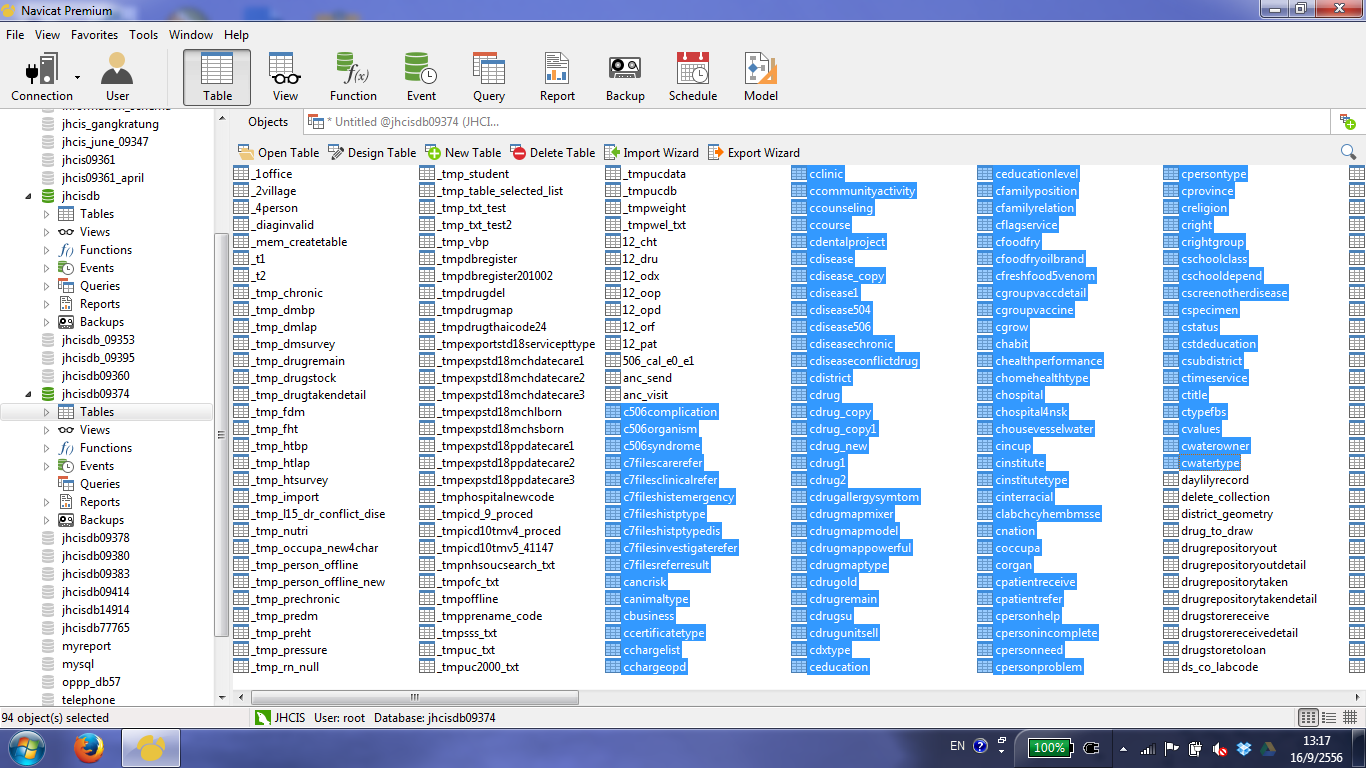 Navicat Premium
File View Favorites Tools Window Help
Connection User Table View Function Event Query Report Backup Schedule Model
jhcis_gangkratung
jhcis_june_09347
jhcis09361
jhcis09361_april
jhcisdb
Tables
Views
Functions
Events
Queries
Reports
Backups
jhcisdb_09353
jhcisdb_09395
jhcisdb09360
jhcisdb09374
Tables
Views
Functions
Events
Queries
Reports
Backups
jhcisdb09378
jhcisdb09380
jhcisdb09383
jhcisdb09414
jhcisdb14914
jhcisdb77765
myreport
mysql
oppp_db57
telephone
Objects * Untitled @jhcisdb09374 (JHCI...
Open Table Design Table New Table Delete Table Import Wizard Export Wizard
_1office
_2village
_4person
_diaginvalid
_mem_createtable
_t1
_t2
_tmp_chronic
_tmp_dmbp
_tmp_dmlap
_tmp_dmsurvey
_tmp_drugremain
_tmp_drugstock
_tmp_drugtakendetail
_tmp_fdm
_tmp_fht
_tmp_htbp
_tmp_htlap
_tmp_htsurvey
_tmp_import
_tmp_l15_dr_conflict_dise
_tmp_nutri
_tmp_occupa_new4char
_tmp_person_offline
_tmp_person_offline_new
_tmp_prechronic
_tmp_predm
_tmp_preht
_tmp_pressure
_tmp_rn_null
_tmp_student
_tmp_table_selected_list
_tmp_txt_test
_tmp_txt_test2
_tmp_vbp
_tmpdbregister
_tmpdbregister201002
_tmpdrugdel
_tmpdrugmap
_tmpdrugthaicode24
_tmpexportstd18servicepttype
_tmpexpstd18mchdatecare1
_tmpexpstd18mchdatecare2
_tmpexpstd18mchdatecare3
_tmpexpstd18mchlborn
_tmpexpstd18mchsborn
_tmpexpstd18ppdatecare1
_tmpexpstd18ppdatecare2
_tmpexpstd18ppdatecare3
_tmphospitalnewcode
_tmpicd_9_proced
_tmpicd10tmv4_proced
_tmpicd10tmv5_41147
_tmpnhsoucsearch_txt
_tmpofc_txt
_tmpoffline
_tmpprename_code
_tmpsss_txt
_tmpuc_txt
_tmpuc2000_txt
_tmpucdata
_tmpucdb
_tmpweight
_tmpwel_txt
12_cht
12_dru
12_odx
12_oop
12_opd
12_orf
12_pat
506_cal_e0_e1
anc_send
anc_visit
c506complication
c506organism
c506syndrome
c7filescarerefer
c7filesclinicalrefer
c7fileshistemergency
c7fileshistptype
c7fileshistptypedis
c7filesinvestigaterefer
c7filesreferresult
cancrisk
canimaltype
cbusiness
ccertificatetype
cchargelist
cchargeopd
cclinic
ccommunityactivity
ccounseling
ccourse
cdentalproject
cdisease
cdisease_copy
cdisease1
cdisease504
cdisease506
cdiseasechronic
cdiseaseconflictdrug
cdistrict
cdrug
cdrug_copy
cdrug_copy1
cdrug_new
cdrug1
cdrug2
cdrugallergysymtom
cdrugmapmixer
cdrugmapmodel
cdrugmappowerful
cdrugmaptype
cdrugold
cdrugremain
cdrugsu
cdrugunitsell
cdxtype
ceducation
ceducationlevel
cfamilyposition
cfamilyrelation
cflagservice
cfoodfry
cfoodfryoilbrand
cfreshfood5venom
cgroupvaccdetail
cgroupvaccine
cgrow
chabit
chealthperformance
chomehealthtype
chospital
chospital4nsk
chousevesselwater
cincup
cinstitute
cinstitutetype
cinterracial
clabchcyhembmsse
cnation
coccupa
corgan
cpatientreceive
cpatientrefer
cpersonhelp
cpersonincomplete
cpersonneed
cpersonproblem
cpersontype
cprovince
creligion
cright
crightgroup
cschoolclass
cschooldepend
cscreenotherdisease
cspecimen
cstatus
cstdeducation
csubdistrict
ctimeservice
ctitle
ctypefbs
cvalues
cwaterowner
cwatertype
daylilyrecord
delete_collection
district_geometry
drug_to_draw
drugrepositoryout
drugrepositoryoutdetail
drugrepositorytaken
drugrepositorytakendetail
drugstorereceive
drugstorereceivedetail
drugstoretoloan
ds_co_labcode
94 object(s) selected JHCIS User: root Database: jhcisdb09374
EN 100% 13:17
16/9/2556